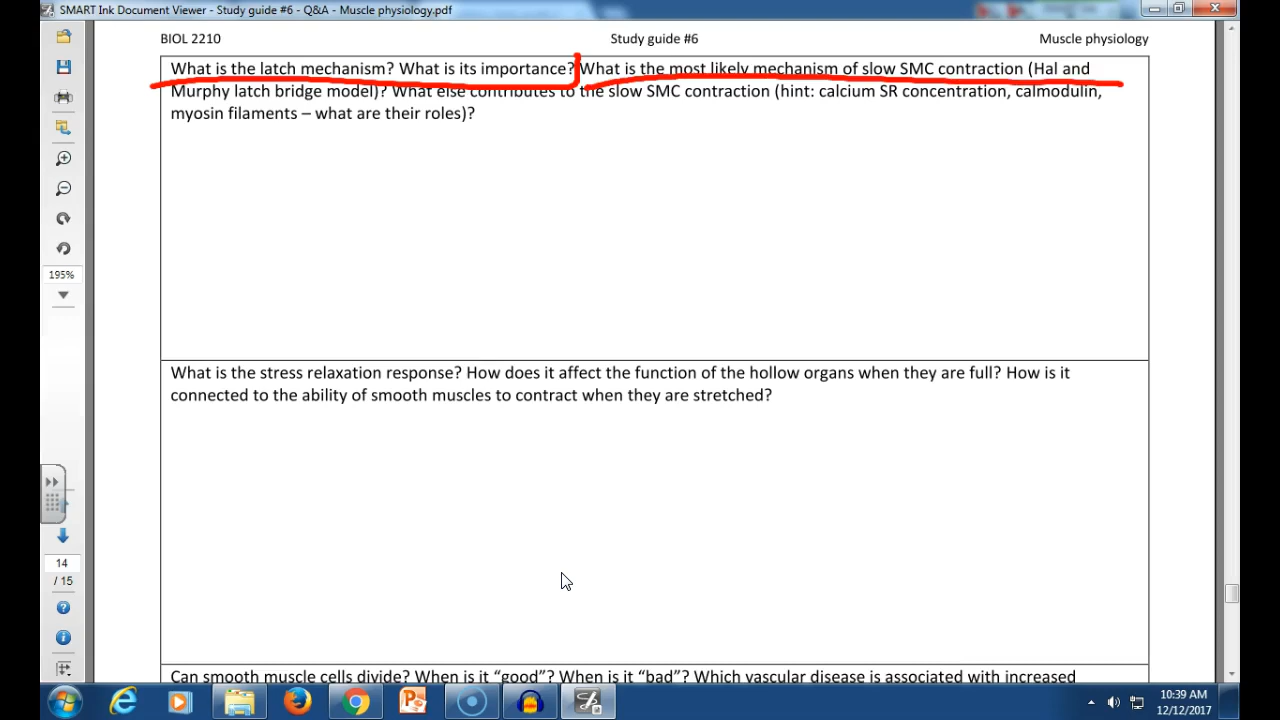 SMART Ink Document Viewer - Study guide #6 - Q&A - Muscle physiology.pdf
BIOL 2210 Study guide #6 Muscle physiology
What is the latch mechanism? What is its importance? What is the most likely mechanism of slow SMC contraction (Hal and
Murphy latch bridge model)? What else contributes to the slow SMC contraction (hint: calcium SR concentration, calmodulin,
myosin filaments – what are their roles)?
195%
What is the stress relaxation response? How does it affect the function of the hollow organs when they are full? How is it
connected to the ability of smooth muscles to contract when they are stretched?
14
/ 15
Can smooth muscle cells divide? When is it “good”? When is it “bad”? Which vascular disease is associated with increased
10:39 AM
12/12/2017